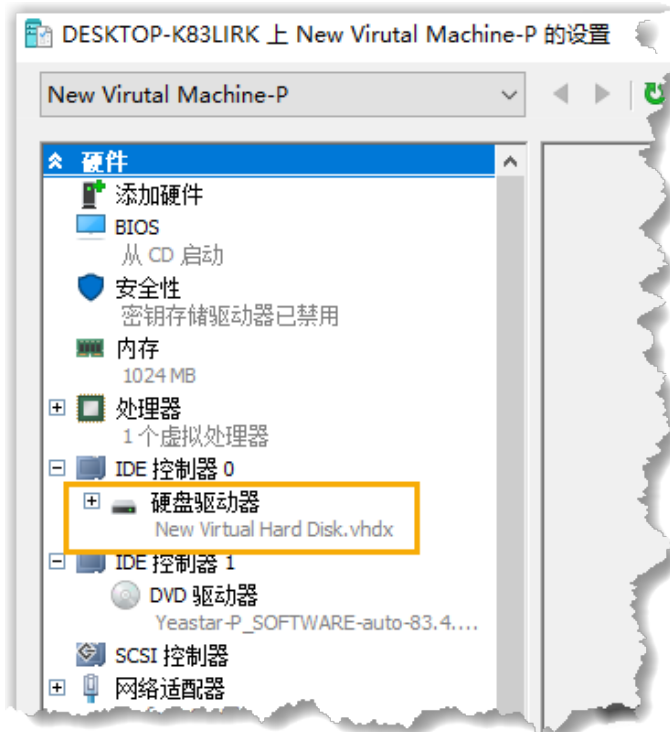 DESKTOP-K83LIRK 上 New Virutal Machine-P 的设置
New Virutal Machine-P
硬件
添加硬件
BIOS
从 CD 启动
安全性
密钥存储驱动器已禁用
内存
1024 MB
处理器
1 个虚拟处理器
IDE 控制器 0
硬盘驱动器
New Virtual Hard Disk.vhdx
IDE 控制器 1
DVD 驱动器
Yeastar-P_SOFTWARE-auto-83.4....
SCSI 控制器
网络适配器